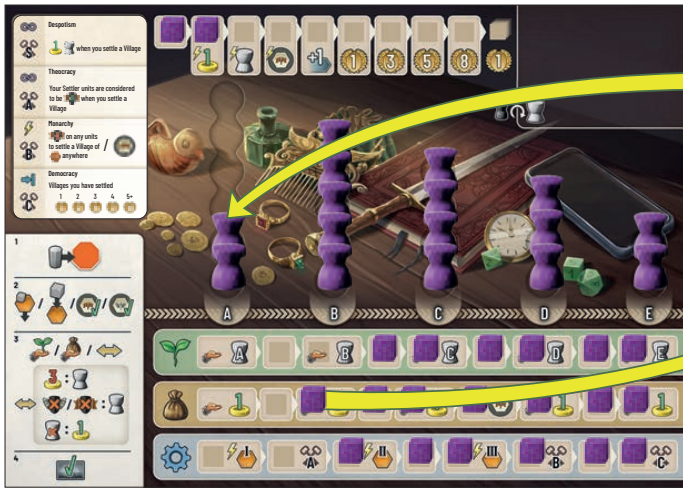 Despotism
S
1 when you settle a Village
Theocracy
A
Your Settler units are considered
to be when you settle a
Village
Monarchy
B
on any units
to settle a Village of /
anywhere
Democracy
Villages you have settled
1 2 3 4 5+
1
2
/ / /
3
/ /
3 :
/ :
: 1
4
1 +1 1 3 5 8 1
A B C D E
A B C D E
1 1 1
I A II III B C